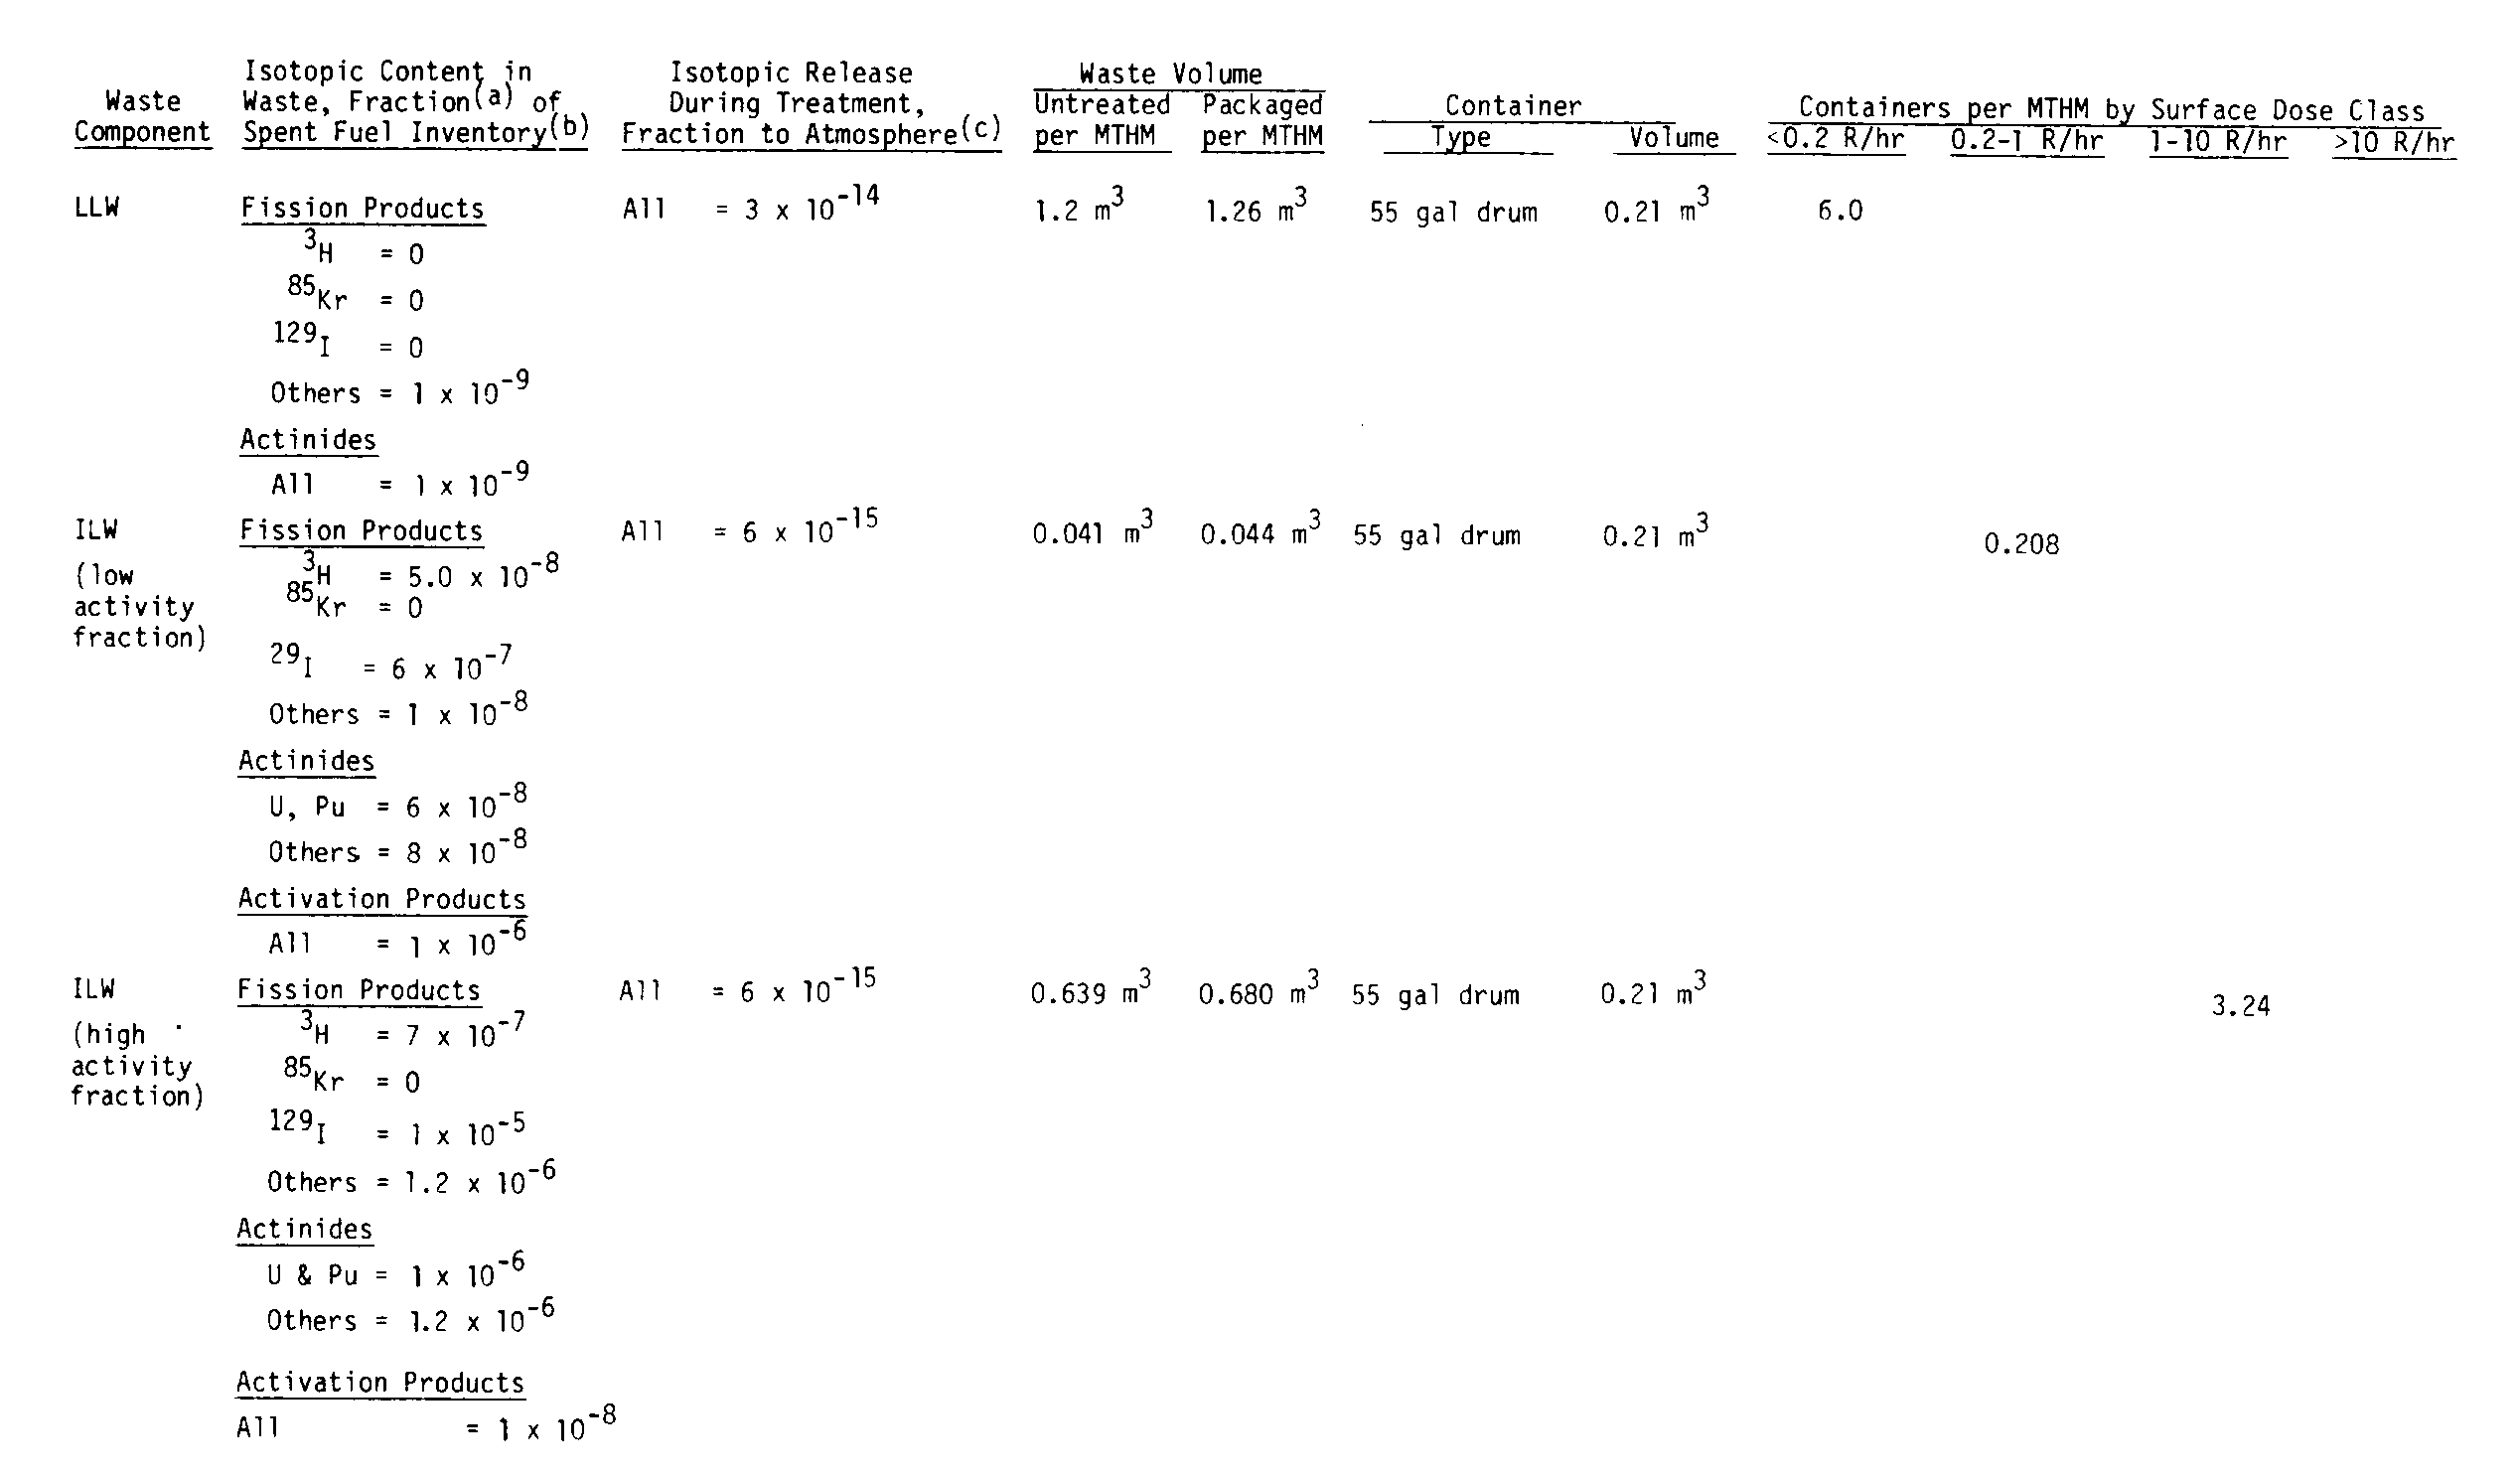 Isotopic Content in Isotopic Release Waste Volume
Waste Waste, Fraction(a) of During Treatment, Untreated Packaged Container Containers per MTHM by Surface Dose Class
Component Spent Fuel Inventory(b) Fraction to Atmosphere(c) per MTHM per MTHM Type Volume <0.2 R/hr 0.2-1 R/hr 1-10 R/hr >10 R/hr
LLW Fission Products All = 3 x 10⁻¹⁴ 1.2 m³ 1.26 m³ 55 gal drum 0.21 m³ 6.0
³H = 0
⁸⁵Kr = 0
¹²⁹I = 0
Others = 1 x 10⁻⁹
Actinides
All = 1 x 10⁻⁹
ILW Fission Products All = 6 x 10⁻¹⁵ 0.041 m³ 0.044 m³ 55 gal drum 0.21 m³ 0.208
(low ³H = 5.0 x 10⁻⁸
activity ⁸⁵Kr = 0
fraction)
²⁹I = 6 x 10⁻⁷
Others = 1 x 10⁻⁸
Actinides
U, Pu = 6 x 10⁻⁸
Others = 8 x 10⁻⁸
Activation Products
All = 1 x 10⁻⁶
ILW Fission Products All = 6 x 10⁻¹⁵ 0.639 m³ 0.680 m³ 55 gal drum 0.21 m³ 3.24
(high ³H = 7 x 10⁻⁷
activity ⁸⁵Kr = 0
fraction)
¹²⁹I = 1 x 10⁻⁵
Others = 1.2 x 10⁻⁶
Actinides
U & Pu = 1 x 10⁻⁶
Others = 1.2 x 10⁻⁶
Activation Products
All = 1 x 10⁻⁸